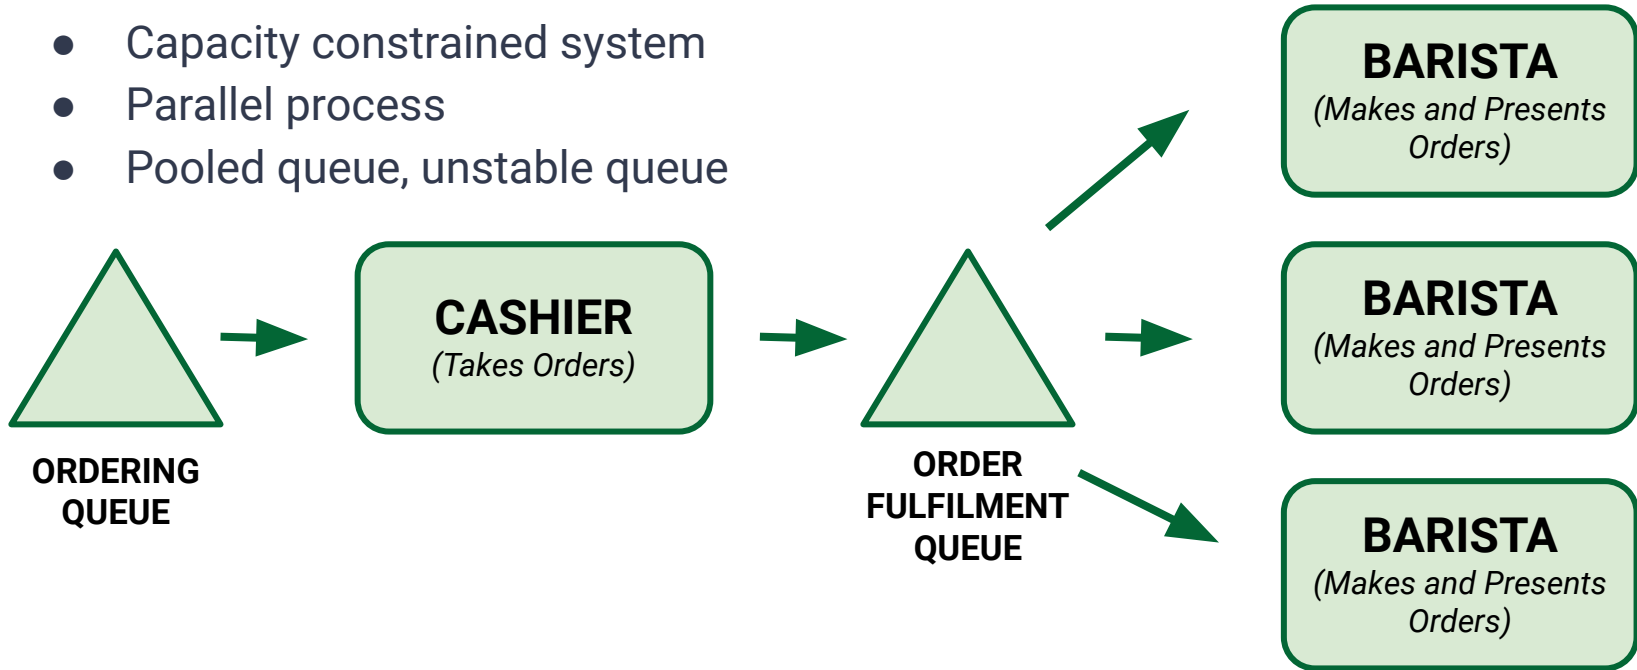 ● Capacity constrained system
● Parallel process
● Pooled queue, unstable queue
ORDERING
QUEUE
CASHIER
(Takes Orders)
ORDER
FULFILMENT
QUEUE
BARISTA
(Makes and Presents
Orders)
BARISTA
(Makes and Presents
Orders)
BARISTA
(Makes and Presents
Orders)